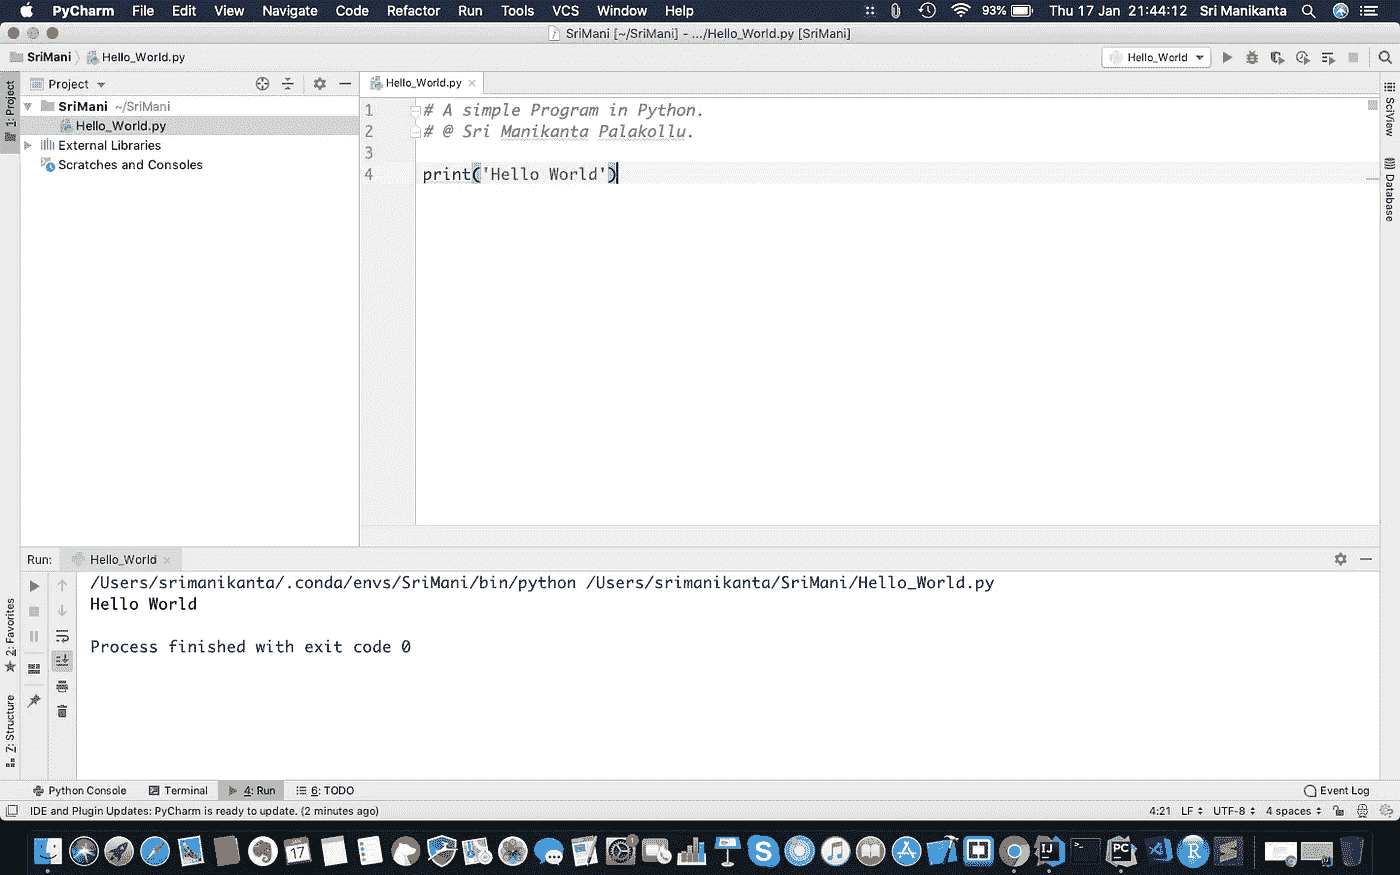 PyCharm File Edit View Navigate Code Refactor Run Tools VCS Window Help 93% Thu 17 Jan 21:44:12 Sri Manikanta
SriMani [~/SriMani] - .../Hello_World.py [SriMani]
SriMani Hello_World.py Hello_World
1: Project
Project
SriMani ~/SriMani
Hello_World.py
External Libraries
Scratches and Consoles
Hello_World.py
1 # A simple Program in Python.
2 # @ Sri Manikanta Palakollu.
3
4 print('Hello World')
SciView
Database
Run: Hello_World
/Users/srimanikanta/.conda/envs/SriMani/bin/python /Users/srimanikanta/SriMani/Hello_World.py
Hello World
Process finished with exit code 0
2: Favorites
Z: Structure
Python Console Terminal 4: Run 6: TODO Event Log
IDE and Plugin Updates: PyCharm is ready to update. (2 minutes ago) 4:21 LF UTF-8 4 spaces
17
IJ
PC
R